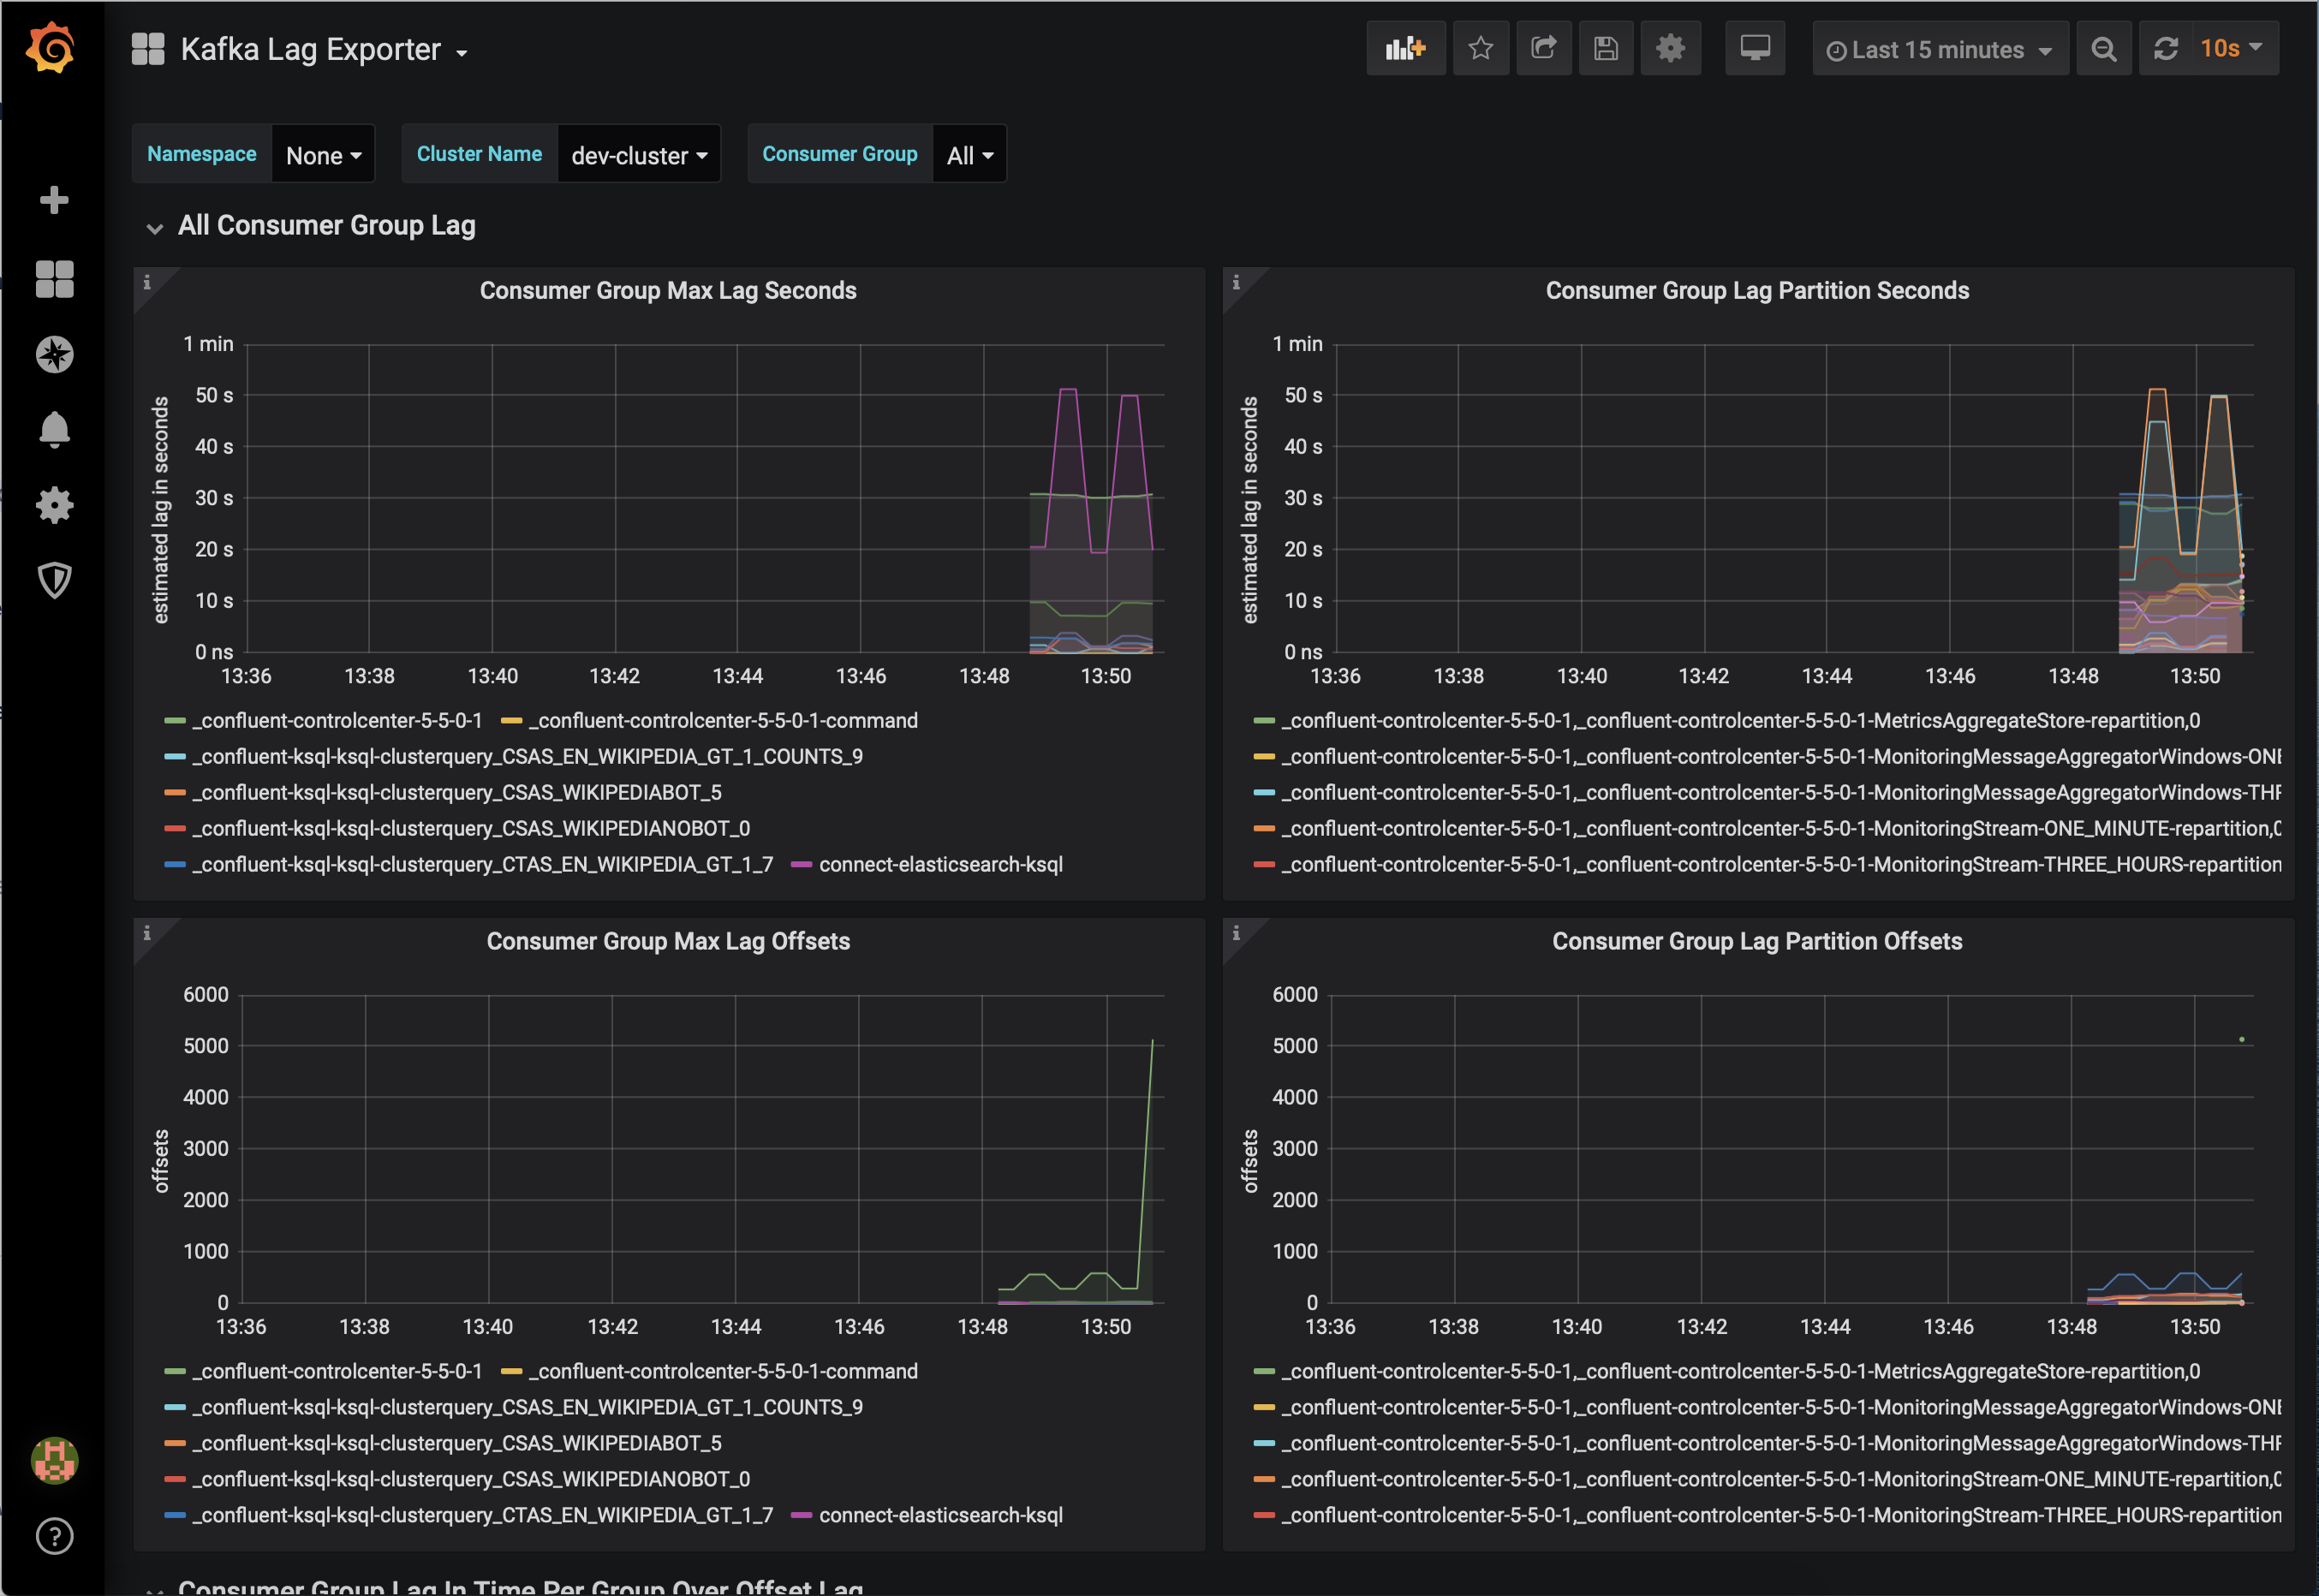 Kafka Lag Exporter
Last 15 minutes
10s
Namespace None Cluster Name dev-cluster Consumer Group All
All Consumer Group Lag
Consumer Group Max Lag Seconds
estimated lag in seconds
1 min
50 s
40 s
30 s
20 s
10 s
0 ns
13:36 13:38 13:40 13:42 13:44 13:46 13:48 13:50
_confluent-controlcenter-5-5-0-1 _confluent-controlcenter-5-5-0-1-command
_confluent-ksql-ksql-clusterquery_CSAS_EN_WIKIPEDIA_GT_1_COUNTS_9
_confluent-ksql-ksql-clusterquery_CSAS_WIKIPEDIABOT_5
_confluent-ksql-ksql-clusterquery_CSAS_WIKIPEDIANOBOT_0
_confluent-ksql-ksql-clusterquery_CTAS_EN_WIKIPEDIA_GT_1_7 connect-elasticsearch-ksql
Consumer Group Lag Partition Seconds
estimated lag in seconds
1 min
50 s
40 s
30 s
20 s
10 s
0 ns
13:36 13:38 13:40 13:42 13:44 13:46 13:48 13:50
_confluent-controlcenter-5-5-0-1,_confluent-controlcenter-5-5-0-1-MetricsAggregateStore-repartition,0
_confluent-controlcenter-5-5-0-1,_confluent-controlcenter-5-5-0-1-MonitoringMessageAggregatorWindows-ONE
_confluent-controlcenter-5-5-0-1,_confluent-controlcenter-5-5-0-1-MonitoringMessageAggregatorWindows-THR
_confluent-controlcenter-5-5-0-1,_confluent-controlcenter-5-5-0-1-MonitoringStream-ONE_MINUTE-repartition,0
_confluent-controlcenter-5-5-0-1,_confluent-controlcenter-5-5-0-1-MonitoringStream-THREE_HOURS-repartition
Consumer Group Max Lag Offsets
offsets
6000
5000
4000
3000
2000
1000
0
13:36 13:38 13:40 13:42 13:44 13:46 13:48 13:50
_confluent-controlcenter-5-5-0-1 _confluent-controlcenter-5-5-0-1-command
_confluent-ksql-ksql-clusterquery_CSAS_EN_WIKIPEDIA_GT_1_COUNTS_9
_confluent-ksql-ksql-clusterquery_CSAS_WIKIPEDIABOT_5
_confluent-ksql-ksql-clusterquery_CSAS_WIKIPEDIANOBOT_0
_confluent-ksql-ksql-clusterquery_CTAS_EN_WIKIPEDIA_GT_1_7 connect-elasticsearch-ksql
Consumer Group Lag Partition Offsets
offsets
6000
5000
4000
3000
2000
1000
0
13:36 13:38 13:40 13:42 13:44 13:46 13:48 13:50
_confluent-controlcenter-5-5-0-1,_confluent-controlcenter-5-5-0-1-MetricsAggregateStore-repartition,0
_confluent-controlcenter-5-5-0-1,_confluent-controlcenter-5-5-0-1-MonitoringMessageAggregatorWindows-ONE
_confluent-controlcenter-5-5-0-1,_confluent-controlcenter-5-5-0-1-MonitoringMessageAggregatorWindows-THR
_confluent-controlcenter-5-5-0-1,_confluent-controlcenter-5-5-0-1-MonitoringStream-ONE_MINUTE-repartition,0
_confluent-controlcenter-5-5-0-1,_confluent-controlcenter-5-5-0-1-MonitoringStream-THREE_HOURS-repartition
Consumer Group Lag In Time Per Group Over Offset Lag